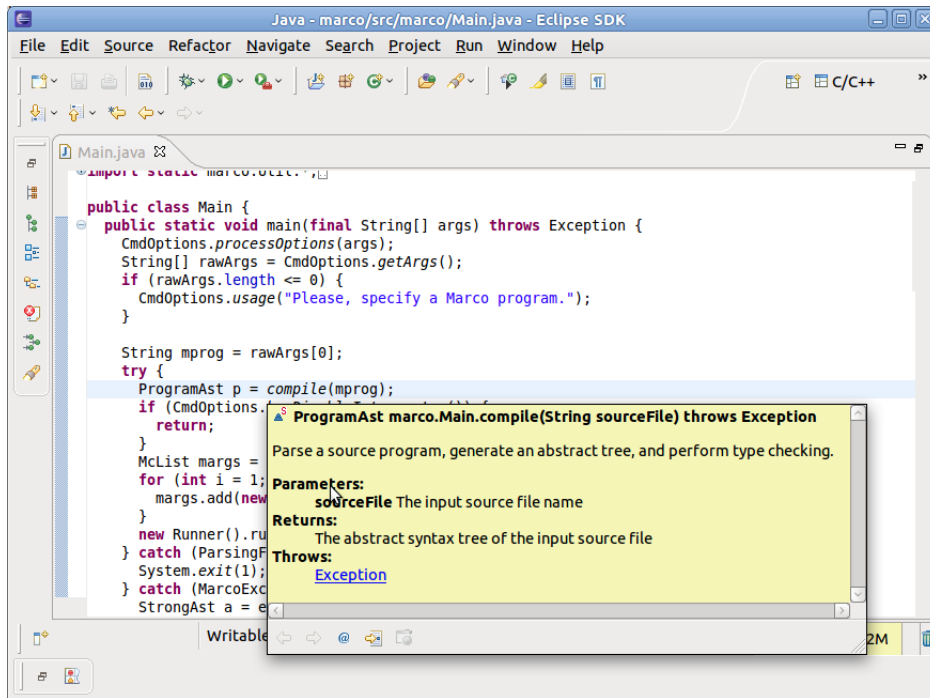 Java - marco/src/marco/Main.java - Eclipse SDK
File Edit Source Refactor Navigate Search Project Run Window Help
C/C++ »
Main.java
import static marco.util.*;
public class Main {
public static void main(final String[] args) throws Exception {
CmdOptions.processOptions(args);
String[] rawArgs = CmdOptions.getArgs();
if (rawArgs.length <= 0) {
CmdOptions.usage("Please, specify a Marco program.");
}
String mprog = rawArgs[0];
try {
ProgramAst p = compile(mprog);
if (CmdOptions.
return;
}
McList margs =
for (int i = 1;
margs.add(new
}
new Runner().ru
} catch (ParsingF
System.exit(1);
} catch (MarcoExc
StrongAst a = e
ProgramAst marco.Main.compile(String sourceFile) throws Exception
Parse a source program, generate an abstract tree, and perform type checking.
Parameters:
sourceFile The input source file name
Returns:
The abstract syntax tree of the input source file
Throws:
Exception
Writable
2M